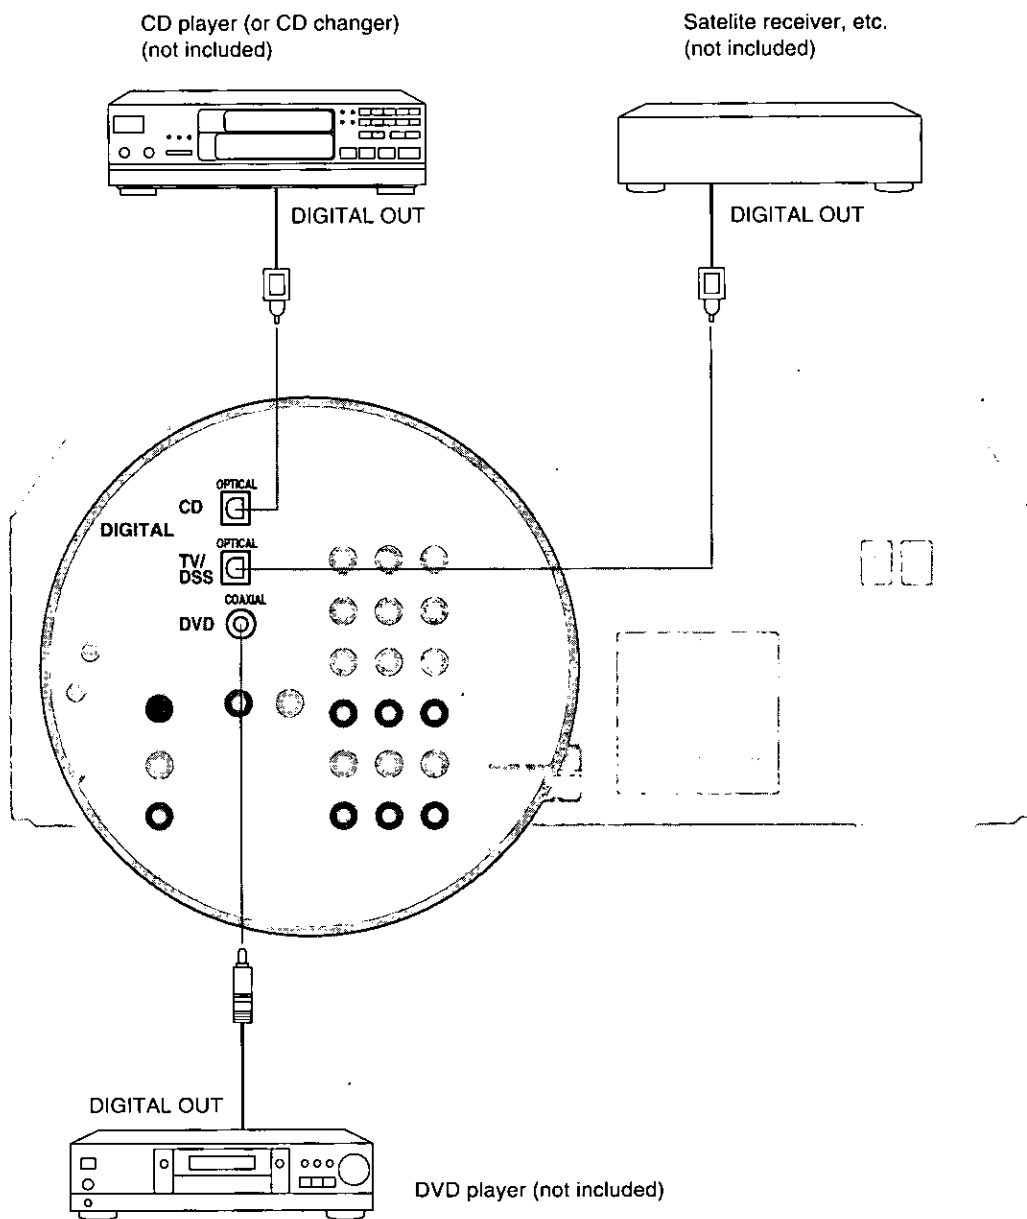 CD player (or CD changer)
(not included)
Satelite receiver, etc.
(not included)
DIGITAL OUT
DIGITAL OUT
OPTICAL
CD
DIGITAL
OPTICAL
TV/
DSS
COAXIAL
DVD
DIGITAL OUT
DVD player (not included)